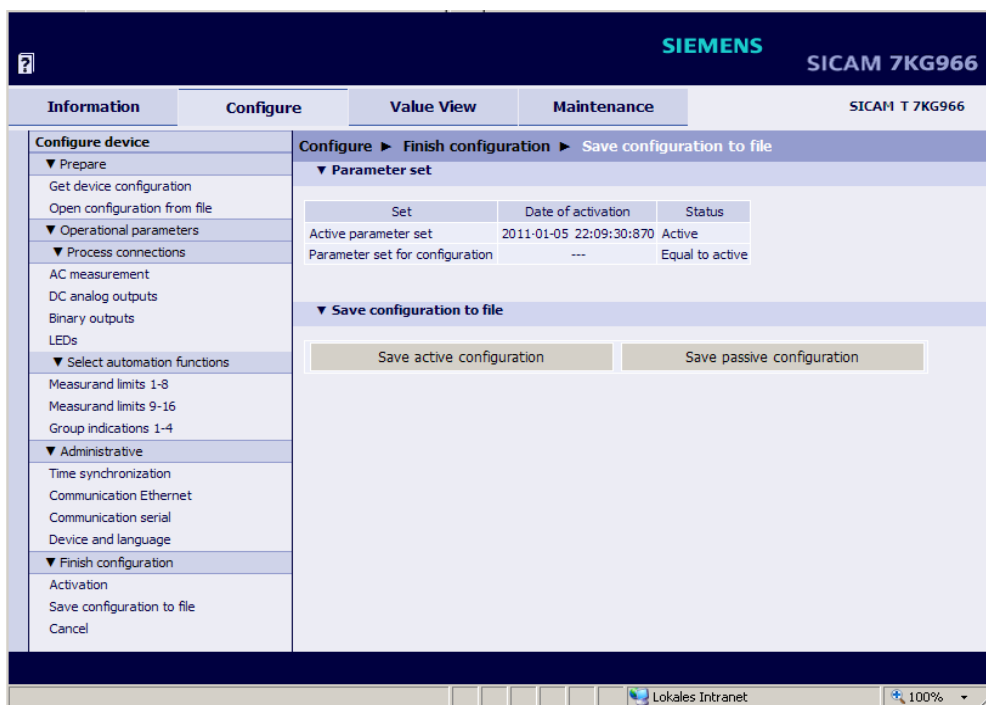 SIEMENS
SICAM 7KG966
?
Information
Configure
Value View
Maintenance
SICAM T 7KG966
Configure device
▼ Prepare
Get device configuration
Open configuration from file
▼ Operational parameters
▼ Process connections
AC measurement
DC analog outputs
Binary outputs
LEDs
▼ Select automation functions
Measurand limits 1-8
Measurand limits 9-16
Group indications 1-4
▼ Administrative
Time synchronization
Communication Ethernet
Communication serial
Device and language
▼ Finish configuration
Activation
Save configuration to file
Cancel
Configure ► Finish configuration ► Save configuration to file
▼ Parameter set
Set Date of activation Status
Active parameter set 2011-01-05 22:09:30:870 Active
Parameter set for configuration --- Equal to active
▼ Save configuration to file
Save active configuration
Save passive configuration
Lokales Intranet
100%